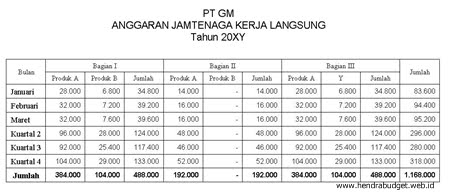 PT GM
ANGGARAN JAMTENAGA KERJA LANGSUNG
Tahun 20XY
Bulan Bagian I Bagian II Bagian III Jumlah
Produk A Produk B Jumlah Produk A Produk B Jumlah Produk A Y Jumlah
Januari 28.000 6.800 34.800 14.000 - 14.000 28.000 6.800 34.800 83.600
Februari 32.000 7.200 39.200 16.000 - 16.000 32.000 7.200 39.200 94.400
Maret 32.000 7.600 39.600 16.000 - 16.000 32.000 7.600 39.600 95.200
Kuartal 2 96.000 28.000 124.000 48.000 - 48.000 96.000 28.000 124.000 296.000
Kuartal 3 92.000 25.400 117.400 46.000 - 46.000 92.000 25.400 117.400 280.800
Kuartal 4 104.000 29.000 133.000 52.000 - 52.000 104.000 29.000 133.000 318.000
Jumlah 384.000 104.000 488.000 192.000 - 192.000 384.000 104.000 488.000 1.168.000
www.hendrabudget.web.id